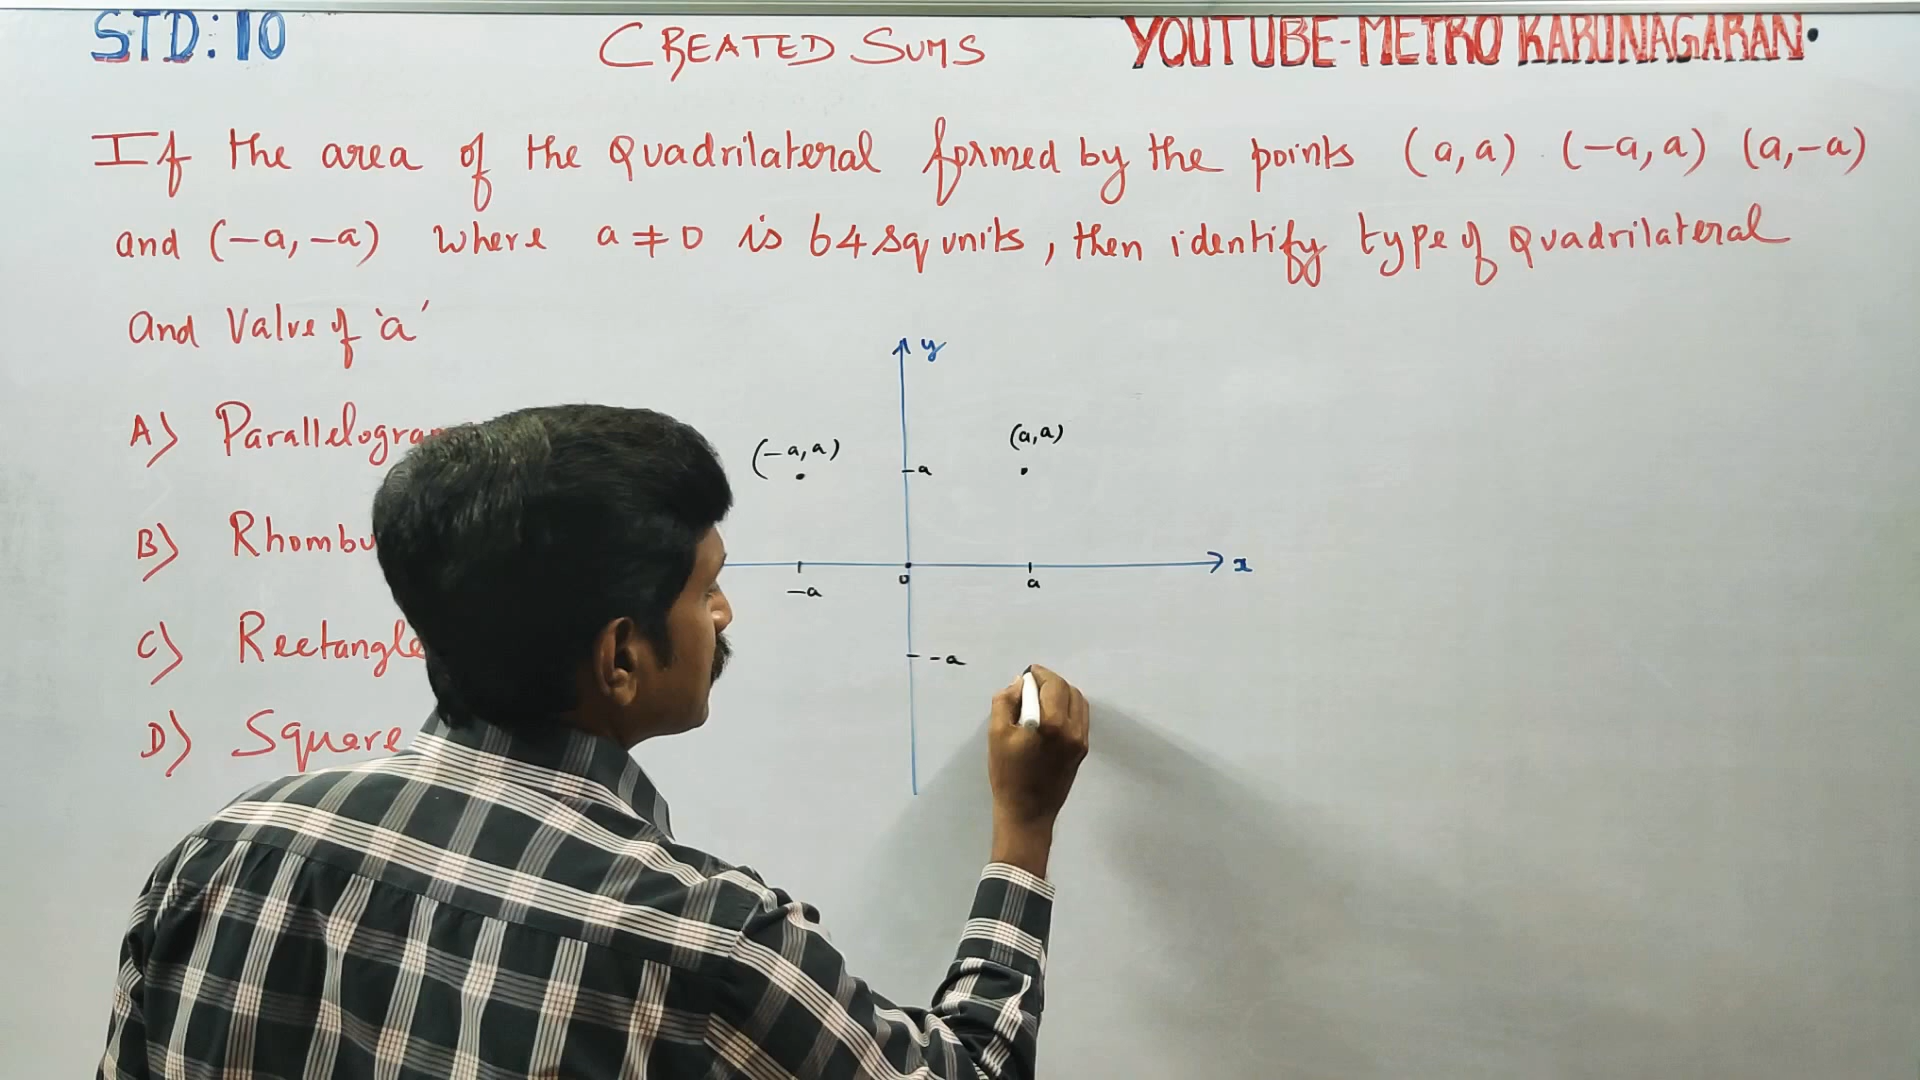 STD: 10
CREATED SUMS
YOUTUBE-METRO KARUNAGARAN
If the area of the Quadrilateral formed by the points (a,a) (-a,a) (a,-a)
and (-a,-a) where a≠0 is 64 sq units, then identify type of Quadrilateral
and Value of 'a'
A) Parallelogra
B) Rhombu
C) Rectangle
D) Square
y
(-a,a)
(a,a)
-a
x
-a
0
a
-a